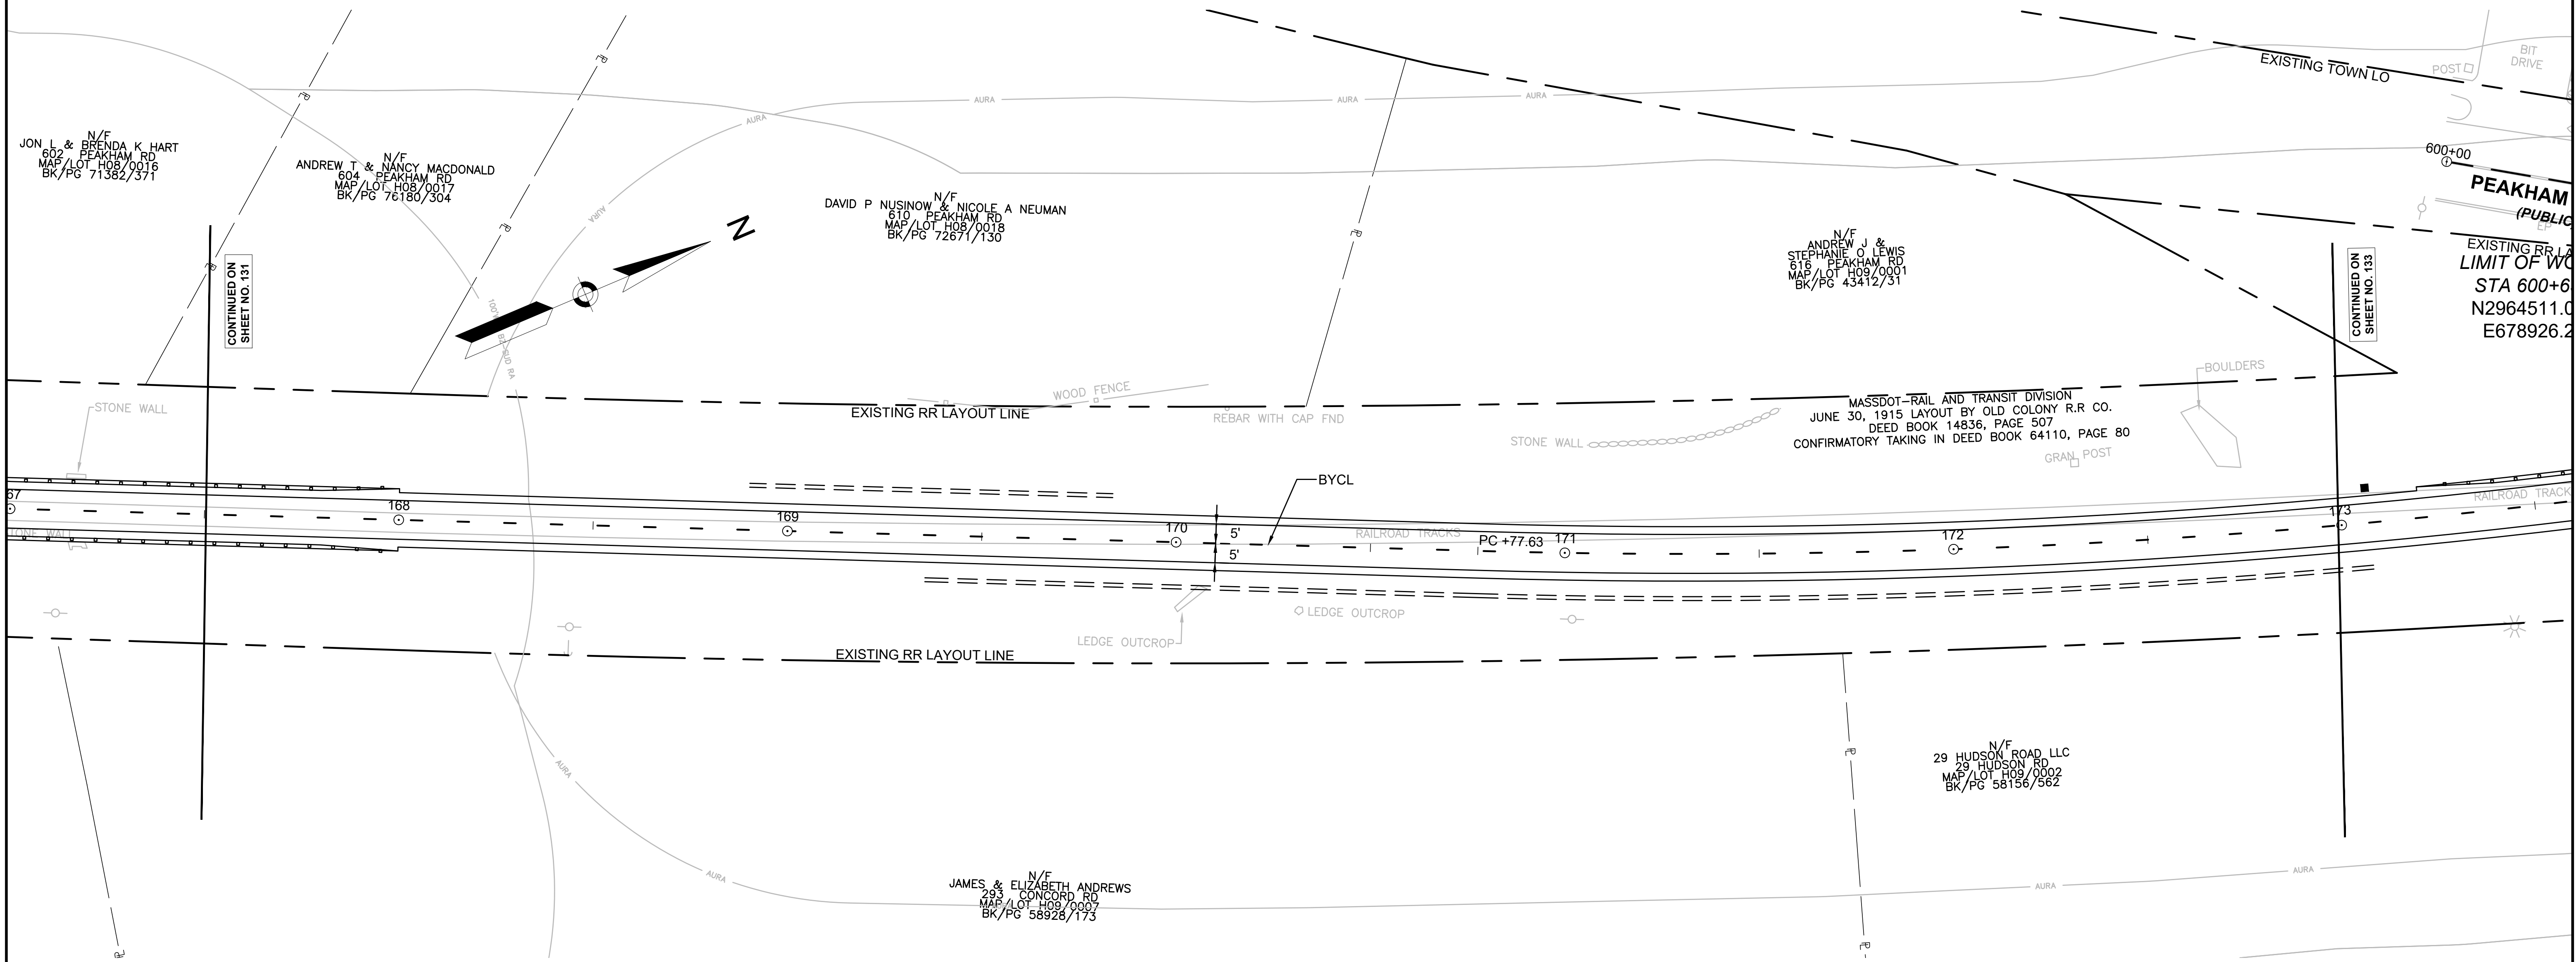 BIT
DRIVE
POST
EXISTING TOWN LO
AURA
AURA
AURA
AURA
AURA
N/F
JON L & BRENDA K HART
602 PEAKHAM RD
MAP/LOT H08/0016
BK/PG 71382/371
N/F
ANDREW T & NANCY MACDONALD
604 PEAKHAM RD
MAP/LOT H08/0017
BK/PG 76180/304
N/F
DAVID P NUSINOW & NICOLE A NEUMAN
610 PEAKHAM RD
MAP/LOT H08/0018
BK/PG 72671/130
N/F
ANDREW J &
STEPHANIE O LEWIS
616 PEAKHAM RD
MAP/LOT H09/0001
BK/PG 43412/31
600+00
PEAKHAM
(PUBLIC
EP
EXISTING RR LA
LIMIT OF WO
STA 600+6
N2964511.0
E678926.2
CONTINUED ON
SHEET NO. 131
N
CONTINUED ON
SHEET NO. 133
BOULDERS
STONE WALL
WOOD FENCE
EXISTING RR LAYOUT LINE
REBAR WITH CAP FND
MASSDOT-RAIL AND TRANSIT DIVISION
JUNE 30, 1915 LAYOUT BY OLD COLONY R.R CO.
DEED BOOK 14836, PAGE 507
CONFIRMATORY TAKING IN DEED BOOK 64110, PAGE 80
STONE WALL
GRAN POST
BYCL
67
168
169
170
5'
5'
RAILROAD TRACKS
PC +77.63
171
172
173
RAILROAD TRACK
TONE WALL
LEDGE OUTCROP
LEDGE OUTCROP
EXISTING RR LAYOUT LINE
N/F
29 HUDSON ROAD LLC
29 HUDSON RD
MAP/LOT H09/0002
BK/PG 58156/562
AURA
AURA
N/F
JAMES & ELIZABETH ANDREWS
293 CONCORD RD
MAP/LOT H09/0007
BK/PG 58928/173
AURA
AURA